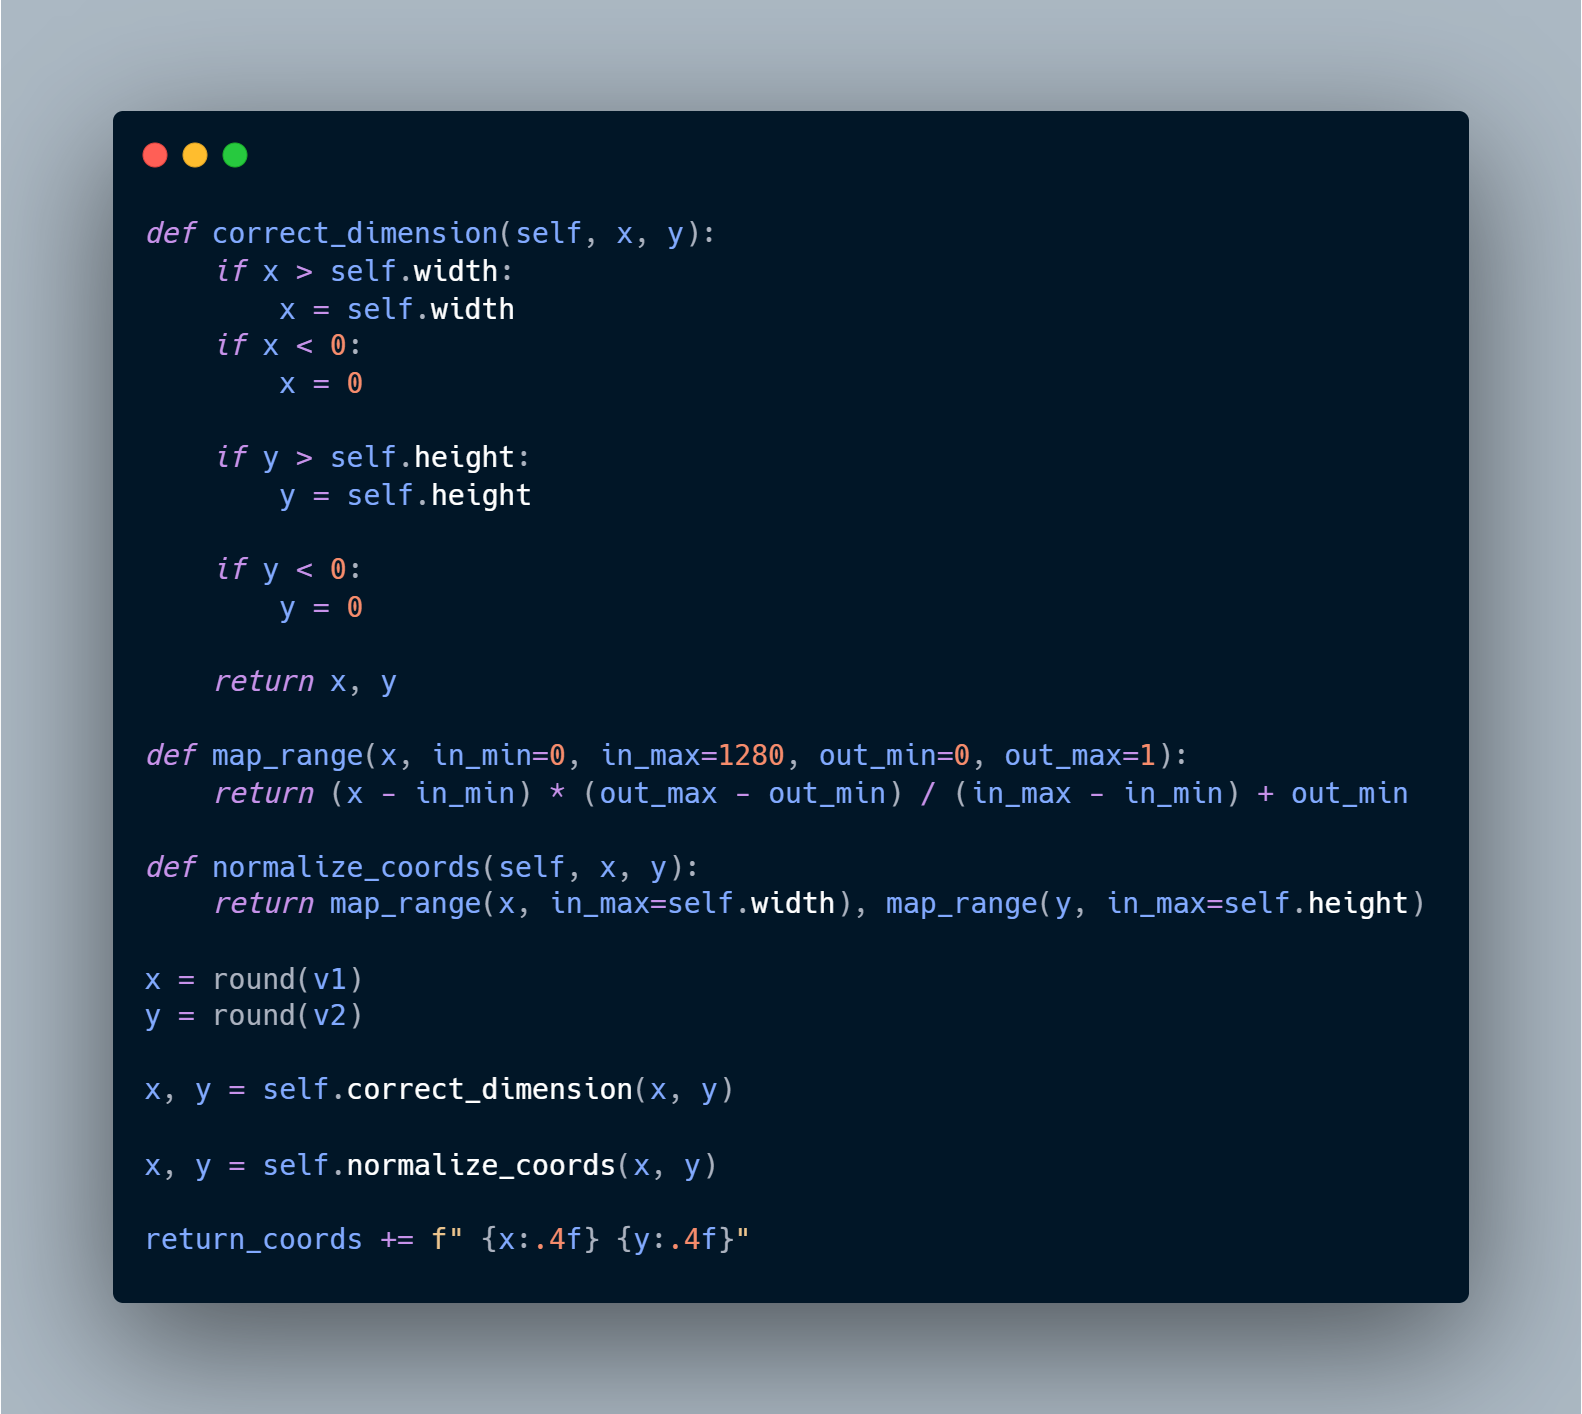 def correct_dimension(self, x, y):
    if x > self.width:
        x = self.width
    if x < 0:
        x = 0

    if y > self.height:
        y = self.height

    if y < 0:
        y = 0

    return x, y

def map_range(x, in_min=0, in_max=1280, out_min=0, out_max=1):
    return (x - in_min) * (out_max - out_min) / (in_max - in_min) + out_min

def normalize_coords(self, x, y):
    return map_range(x, in_max=self.width), map_range(y, in_max=self.height)

x = round(v1)
y = round(v2)

x, y = self.correct_dimension(x, y)

x, y = self.normalize_coords(x, y)

return_coords += f" {x:.4f} {y:.4f}"